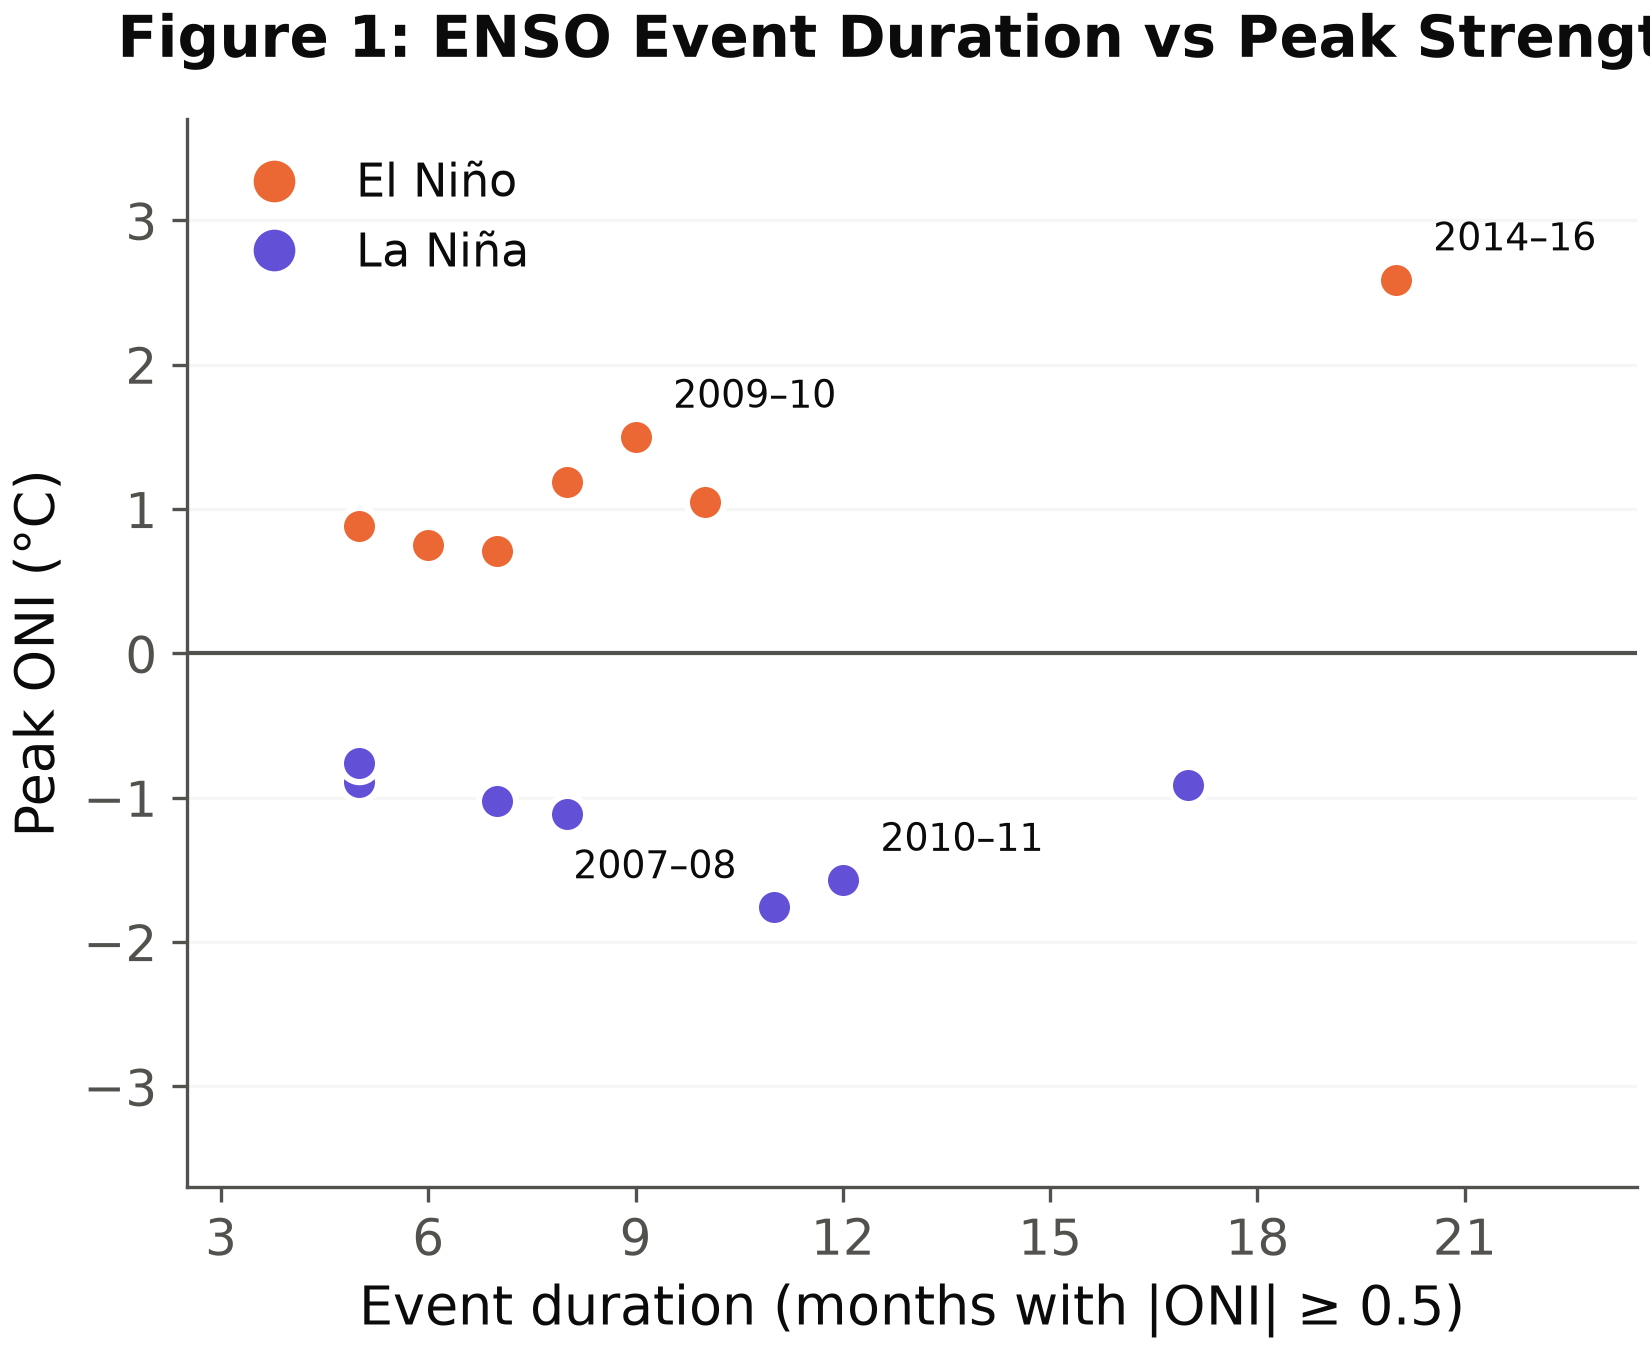 Figure 1: ENSO Event Duration vs Peak Strengt
El Niño
La Niña
2014–16
2009–10
2010–11
2007–08
Peak ONI (°C)
3
2
1
0
−1
−2
−3
3 6 9 12 15 18 21
Event duration (months with |ONI| ≥ 0.5)